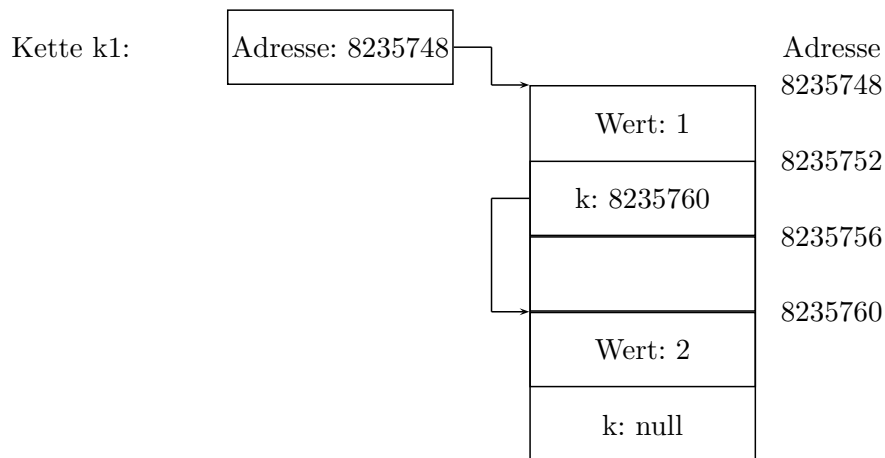 Kette k1: Adresse: 8235748 Adresse
8235748
Wert: 1
8235752
k: 8235760
8235756
8235760
Wert: 2
k: null